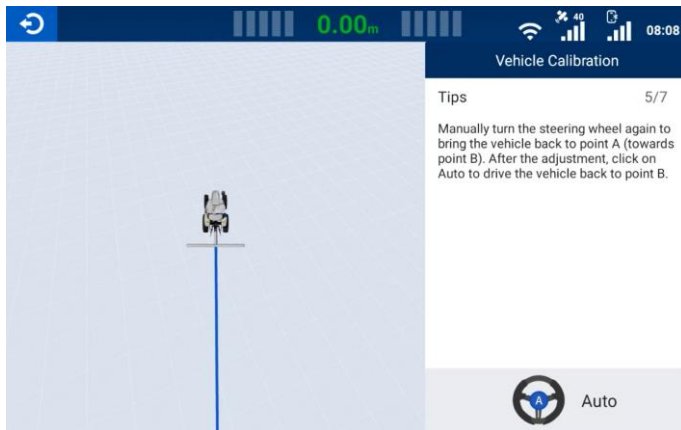 0.00m
40
08:08
Vehicle Calibration
Tips 5/7
Manually turn the steering wheel again to
bring the vehicle back to point A (towards
point B). After the adjustment, click on
Auto to drive the vehicle back to point B.
A
Auto